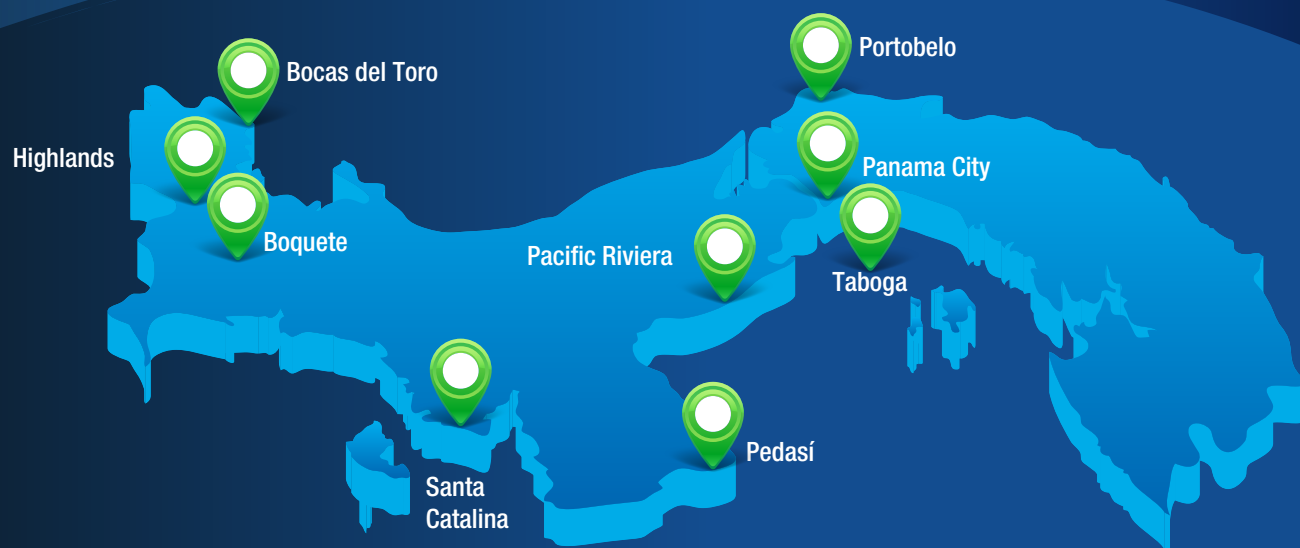 Portobelo
Bocas del Toro
Highlands
Panama City
Boquete
Pacific Riviera
Taboga
Pedasí
Santa
Catalina